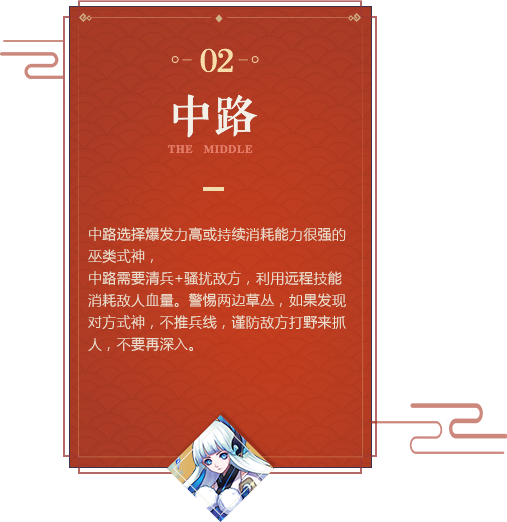 02
中路
THE MIDDLE
中路选择爆发力高或持续消耗能力很强的
巫类式神，
中路需要清兵+骚扰敌方，利用远程技能
消耗敌人血量。警惕两边草丛，如果发现
对方式神，不推兵线，谨防敌方打野来抓
人，不要再深入。